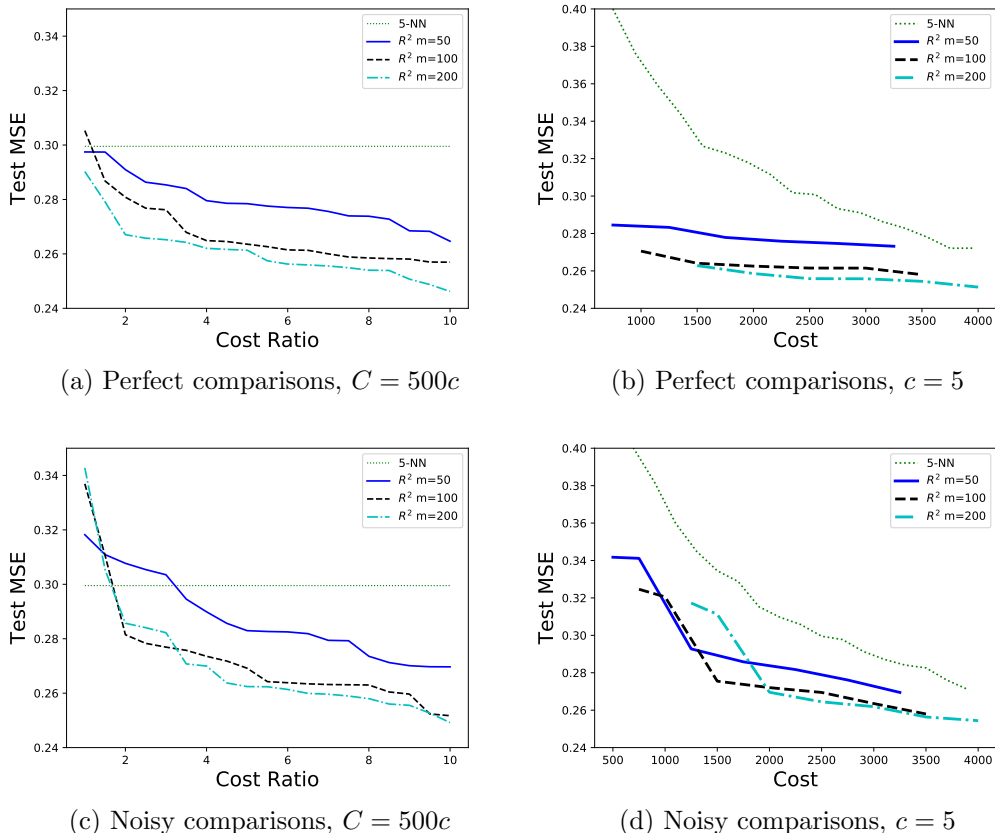 0.34
0.32
0.30
0.28
0.26
0.24
Test MSE
2 4 6 8 10
Cost Ratio
5-NN
R² m=50
R² m=100
R² m=200
(a) Perfect comparisons, C = 500c
0.40
0.38
0.36
0.34
0.32
0.30
0.28
0.26
0.24
Test MSE
1000 1500 2000 2500 3000 3500 4000
Cost
5-NN
R² m=50
R² m=100
R² m=200
(b) Perfect comparisons, c = 5
0.34
0.32
0.30
0.28
0.26
0.24
Test MSE
2 4 6 8 10
Cost Ratio
5-NN
R² m=50
R² m=100
R² m=200
(c) Noisy comparisons, C = 500c
0.40
0.38
0.36
0.34
0.32
0.30
0.28
0.26
0.24
Test MSE
500 1000 1500 2000 2500 3000 3500 4000
Cost
5-NN
R² m=50
R² m=100
R² m=200
(d) Noisy comparisons, c = 5